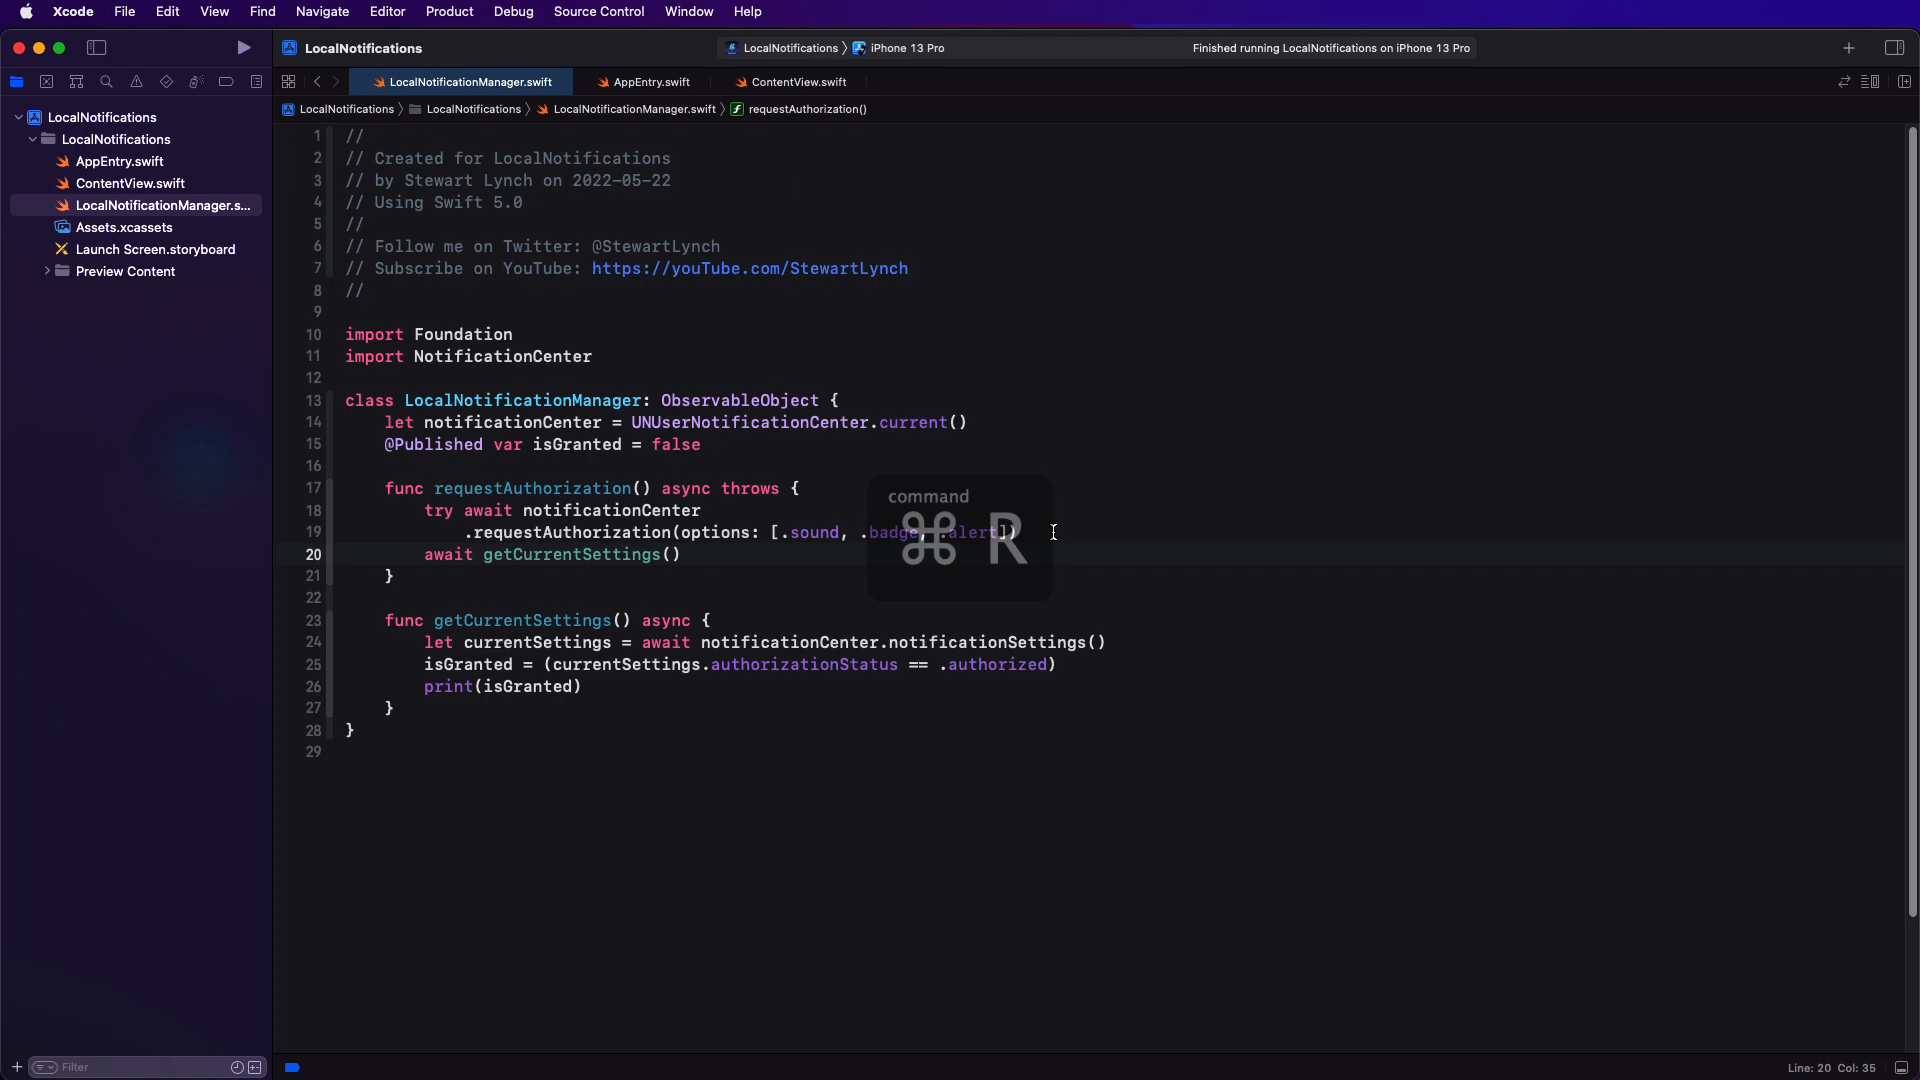 Xcode File Edit View Find Navigate Editor Product Debug Source Control Window Help
LocalNotifications
LocalNotifications 〉 iPhone 13 Pro
Finished running LocalNotifications on iPhone 13 Pro
LocalNotificationManager.swift
AppEntry.swift
ContentView.swift
LocalNotifications 〉 LocalNotifications 〉 LocalNotificationManager.swift 〉 requestAuthorization()
LocalNotifications
LocalNotifications
AppEntry.swift
ContentView.swift
LocalNotificationManager.s...
Assets.xcassets
Launch Screen.storyboard
Preview Content
1 //
2 // Created for LocalNotifications
3 // by Stewart Lynch on 2022-05-22
4 // Using Swift 5.0
5 //
6 // Follow me on Twitter: @StewartLynch
7 // Subscribe on YouTube: https://youTube.com/StewartLynch
8 //
9
10 import Foundation
11 import NotificationCenter
12
13 class LocalNotificationManager: ObservableObject {
14 let notificationCenter = UNUserNotificationCenter.current()
15 @Published var isGranted = false
16
17 func requestAuthorization() async throws {
18 try await notificationCenter
19 .requestAuthorization(options: [.sound, .badge, .alert])
20 await getCurrentSettings()
21 }
22
23 func getCurrentSettings() async {
24 let currentSettings = await notificationCenter.notificationSettings()
25 isGranted = (currentSettings.authorizationStatus == .authorized)
26 print(isGranted)
27 }
28 }
29
command
⌘ R
Filter
Line: 20 Col: 35